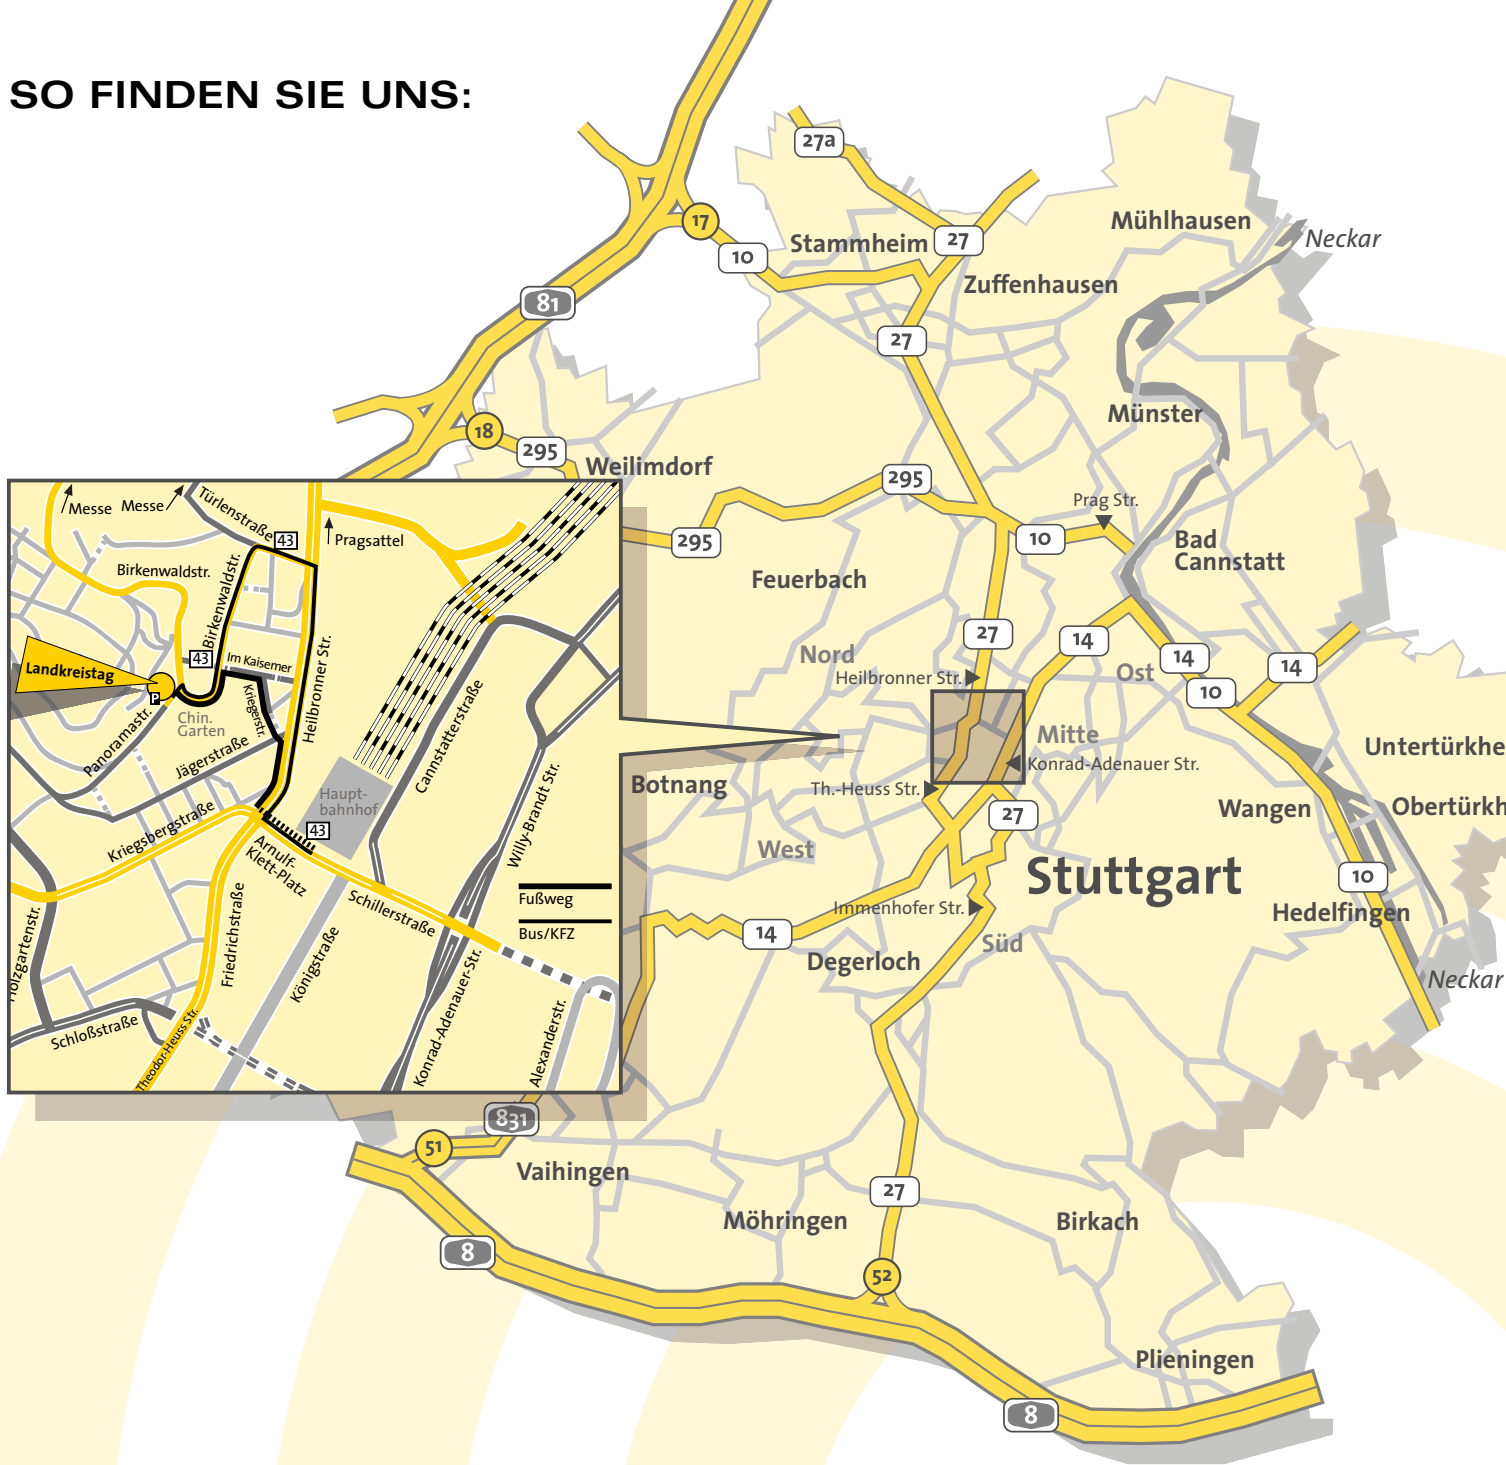 SO FINDEN SIE UNS:
27a
17
10
Stammheim
27
Mühlhausen
Neckar
Zuffenhausen
81
27
Münster
18
295
Weilimdorf
295
Prag Str.
295
10
Bad
Cannstatt
Feuerbach
27
14
Nord
14
14
Heilbronner Str.
Ost
10
Mitte
Untertürkhe
Konrad-Adenauer Str.
Botnang
Th.-Heuss Str.
27
Wangen
Obertürkh
West
Stuttgart
10
Immenhofer Str.
Hedelfingen
14
Süd
Degerloch
Neckar
831
51
Vaihingen
27
Möhringen
Birkach
8
52
Plieningen
8
Messe
Messe
Türlenstraße
43
Pragsattel
Birkenwaldstr.
Birkenwaldstr.
43
Im Kaisemer
Landkreistag
P
Kriegerstr.
Heilbronner Str.
Chin.
Garten
Panoramastr.
Jägerstraße
Cannstatterstraße
Haupt-
bahnhof
43
Kriegsbergstraße
Arnulf-
Klett-Platz
Willy-Brandt Str.
Fußweg
Schillerstraße
Bus/KFZ
Holzgartenstr.
Friedrichstraße
Königstraße
Konrad-Adenauer-Str.
Alexanderstr.
Schloßstraße
Theodor-Heuss Str.